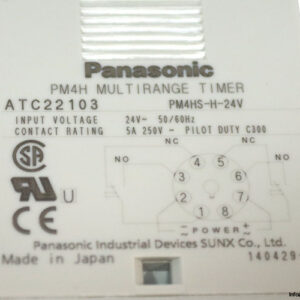 Panasonic
PM4H MULTIRANGE TIMER
ATC22103 PM4HS-H-24V
INPUT VOLTAGE 24V~ 50/60Hz
CONTACT RATING 5A 250V~ PILOT DUTY C300
NC NC
NO NO
4 5
3 6
2 7
1 8
- POWER +
~ ~
SA
U
CE
Panasonic Industrial Devices SUNX Co., Ltd.
Made in Japan 140429